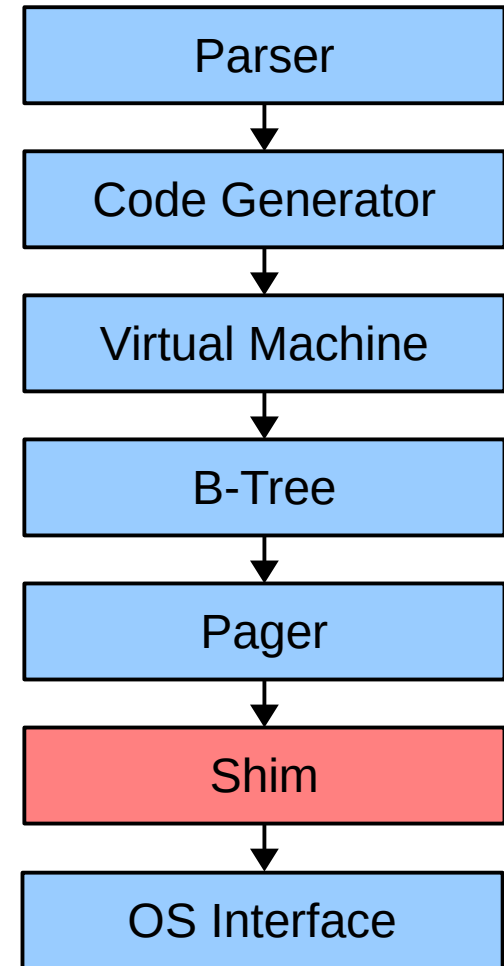 Parser
Code Generator
Virtual Machine
B-Tree
Pager
Shim
OS Interface